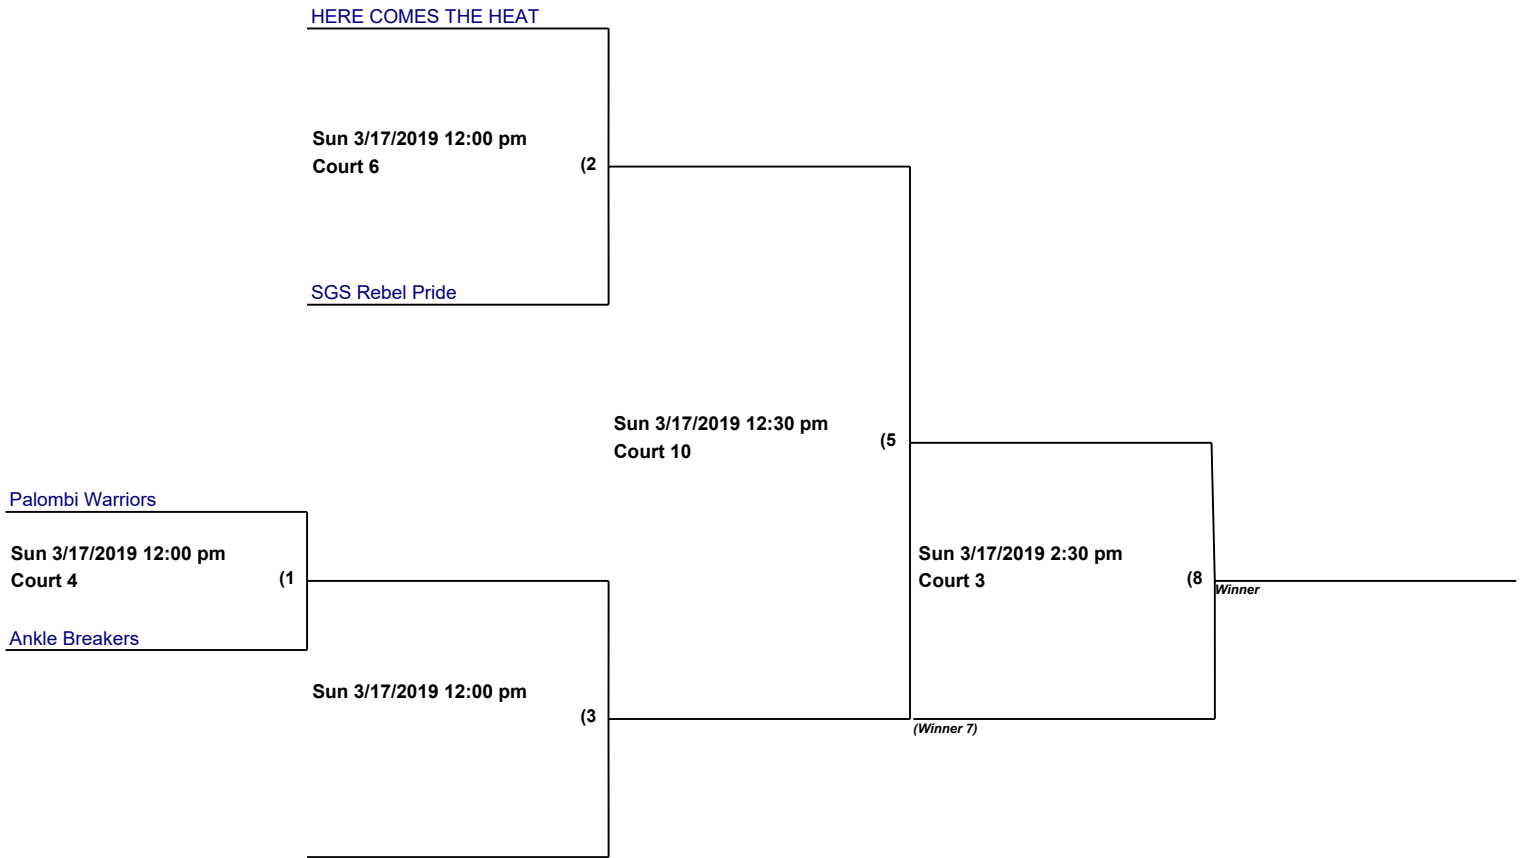 HERE COMES THE HEAT
Sun 3/17/2019 12:00 pm
Court 6
(2
SGS Rebel Pride
Sun 3/17/2019 12:30 pm
Court 10
(5
Palombi Warriors
Sun 3/17/2019 12:00 pm
Court 4
(1
Ankle Breakers
Sun 3/17/2019 2:30 pm
Court 3
(8
Winner
Sun 3/17/2019 12:00 pm
(3
(Winner 7)